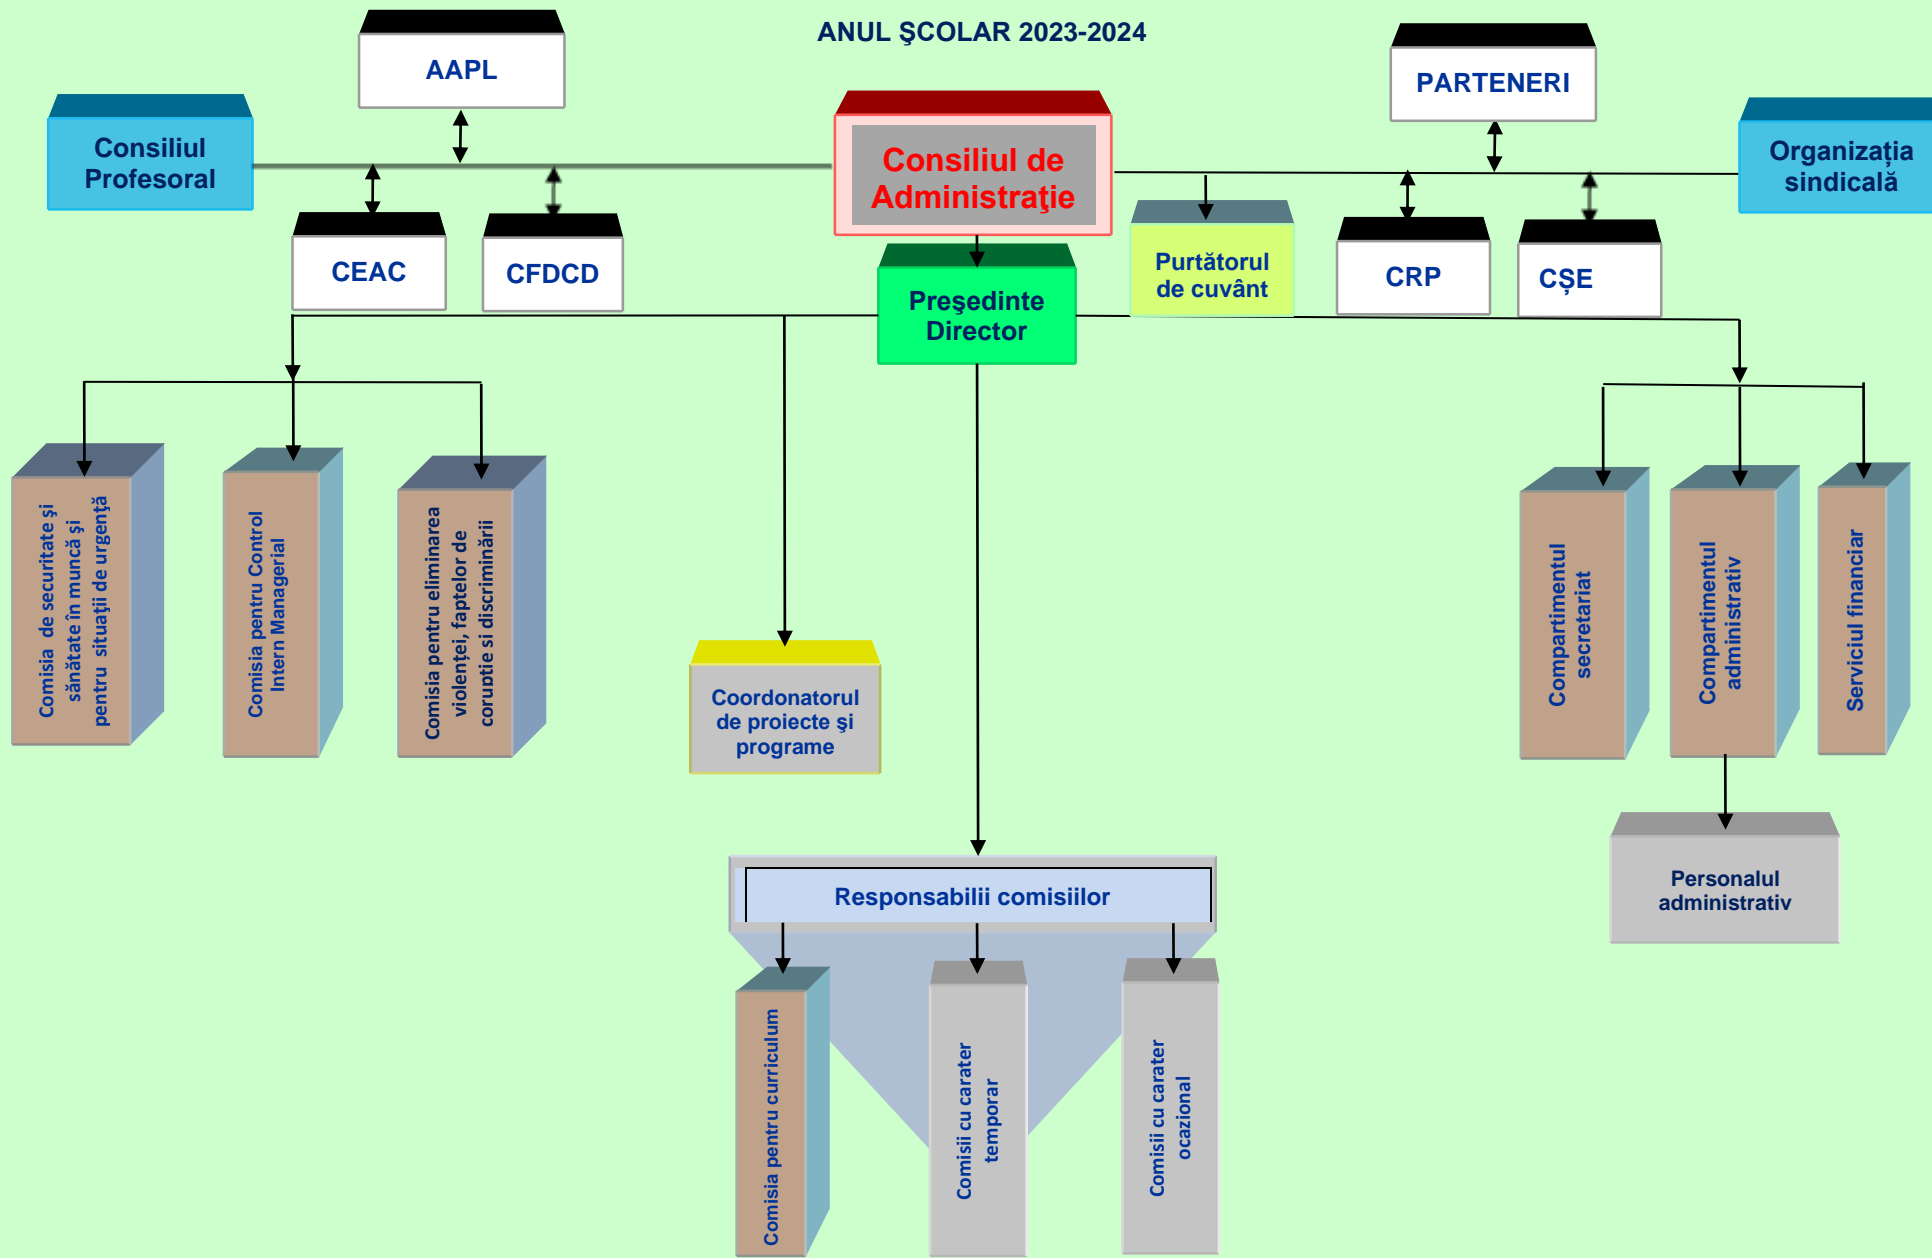 ANUL ŞCOLAR 2023-2024
AAPL
PARTENERI
Consiliul
Profesoral
Consiliul de
Administraţie
Organizația
sindicală
CEAC
CFDCD
Purtătorul
de cuvânt
CRP
CȘE
Preşedinte
Director
Comisia de securitate și
sănătate în muncă și
pentru situații de urgență
Comisia pentru Control
Intern Managerial
Comisia pentru eliminarea
violenței, faptelor de
coruptie si discriminării
Coordonatorul
de proiecte şi
programe
Compartimentul
secretariat
Compartimentul
administrativ
Serviciul financiar
Personalul
administrativ
Responsabilii comisiilor
Comisia pentru curriculum
Comisii cu carater
temporar
Comisii cu carater
ocazional